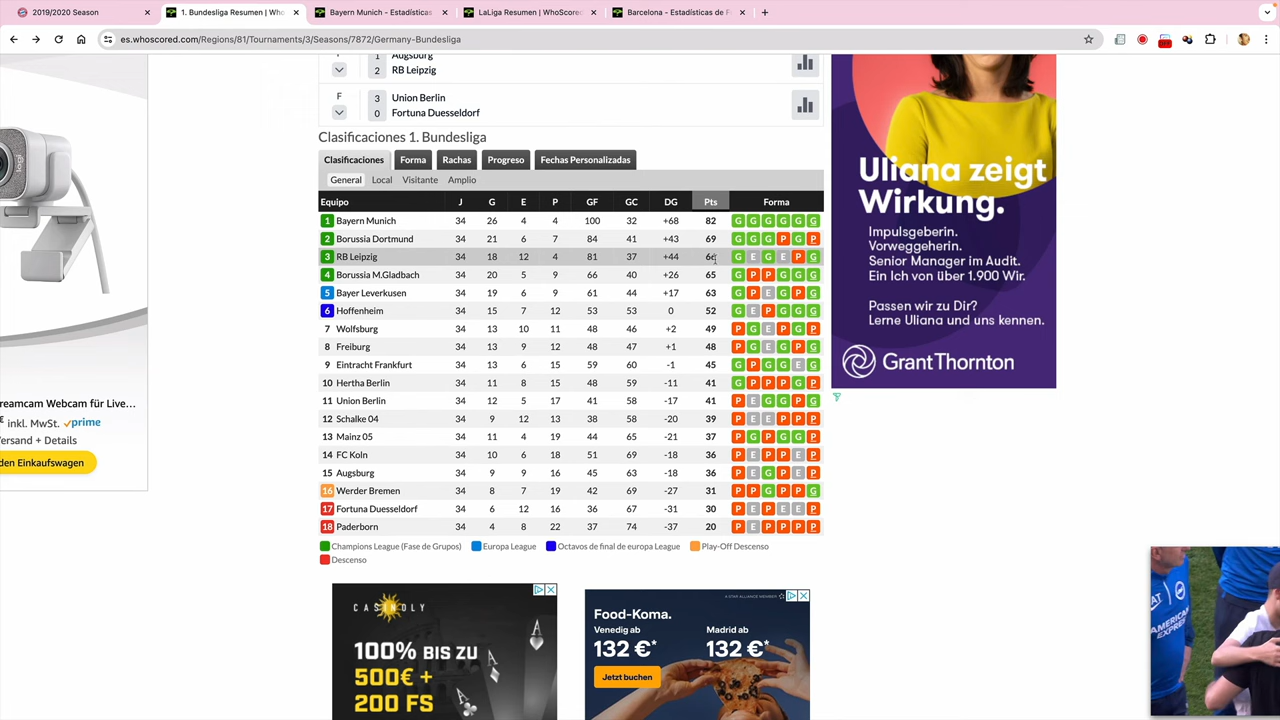 2019/2020 Season
1. Bundesliga Resumen | Who
Bayern Munich - Estadísticas
LaLiga Resumen | WhoScored
Barcelona - Estadísticas de F
es.whoscored.com/Regions/81/Tournaments/3/Seasons/7872/Germany-Bundesliga
1 Augsburg
2 RB Leipzig
F 3 Union Berlin
0 Fortuna Duesseldorf
Clasificaciones 1. Bundesliga
Clasificaciones Forma Rachas Progreso Fechas Personalizadas
General Local Visitante Amplio
Equipo J G E P GF GC DG Pts Forma
1 Bayern Munich 34 26 4 4 100 32 +68 82 G G G G G G
2 Borussia Dortmund 34 21 6 7 84 41 +43 69 G G G P G P
3 RB Leipzig 34 18 12 4 81 37 +44 G E G E P G
4 Borussia M.Gladbach 34 20 5 9 66 40 +26 65 G P P G G G
5 Bayer Leverkusen 34 19 6 9 61 44 +17 63 G P E G P G
6 Hoffenheim 34 15 7 12 53 53 0 52 G E P G G G
7 Wolfsburg 34 13 10 11 48 46 +2 49 P G E P G P
8 Freiburg 34 13 9 12 48 47 +1 48 P G E G P G
9 Eintracht Frankfurt 34 13 6 15 59 60 -1 45 G P G G E G
10 Hertha Berlin 34 11 8 15 48 59 -11 41 G P P P G P
11 Union Berlin 34 12 5 17 41 58 -17 41 P G E G P G
12 Schalke 04 34 9 12 13 38 58 -20 39 P E E P P P
13 Mainz 05 34 11 4 19 44 65 -21 37 P G P G G P
14 FC Koln 34 10 6 18 51 69 -18 36 P E P P E P
15 Augsburg 34 9 9 16 45 63 -18 36 P E G P E P
16 Werder Bremen 34 8 7 19 42 69 -27 31 P P G P P G
17 Fortuna Duesseldorf 34 6 12 16 36 67 -31 30 P E P E E P
18 Paderborn 34 4 8 22 37 74 -37 20 P E P P P P
Champions League (Fase de Grupos) Europa League Octavos de final de europa League Play-Off Descenso
Descenso
Streamcam Webcam für Live...
€ inkl. MwSt. prime
Versand + Details
den Einkaufswagen
Uliana zeigt
Wirkung.
Impulsgeberin.
Vorweggeherin.
Senior Manager im Audit.
Ein Ich von über 1.900 Wir.
Passen wir zu Dir?
Lerne Uliana und uns kennen.
Grant Thornton
CASINOLY
100% BIS ZU
500€ +
200 FS
A STAR ALLIANCE MEMBER
Food-Koma.
Venedig ab Madrid ab
132 €* 132 €*
Jetzt buchen
AMERICAN
EXPRESS